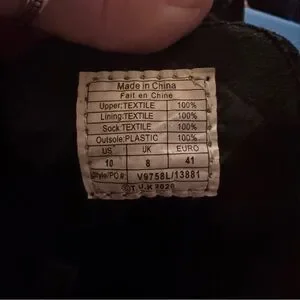 Made in China
Fait en Chine
Upper:TEXTILE 100%
Lining:TEXTILE 100%
Sock:TEXTILE 100%
Outsole:PLASTIC 100%
US UK EURO
10 8 41
Style/PO #: V9758L/13881
©T.U.K 2020